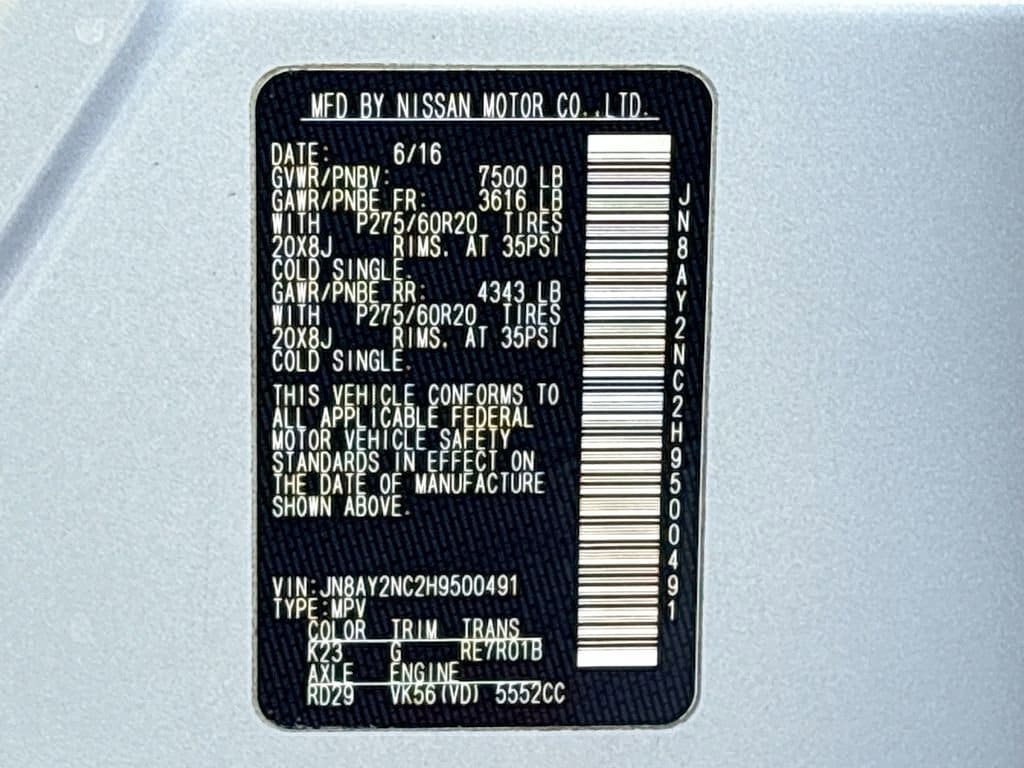 MFD BY NISSAN MOTOR CO.,LTD.
DATE: 6/16
GVWR/PNBV: 7500 LB
GAWR/PNBE FR: 3616 LB
WITH P275/60R20 TIRES
20X8J RIMS, AT 35PSI
COLD SINGLE.
GAWR/PNBE RR: 4343 LB
WITH P275/60R20 TIRES
20X8J RIMS, AT 35PSI
COLD SINGLE.
THIS VEHICLE CONFORMS TO
ALL APPLICABLE FEDERAL
MOTOR VEHICLE SAFETY
STANDARDS IN EFFECT ON
THE DATE OF MANUFACTURE
SHOWN ABOVE.
VIN:JN8AY2NC2H9500491
TYPE:MPV
COLOR TRIM TRANS
K23 G RE7R01B
AXLE ENGINE
RD29 VK56(VD) 5552CC
JN8AY2NC2H9500491